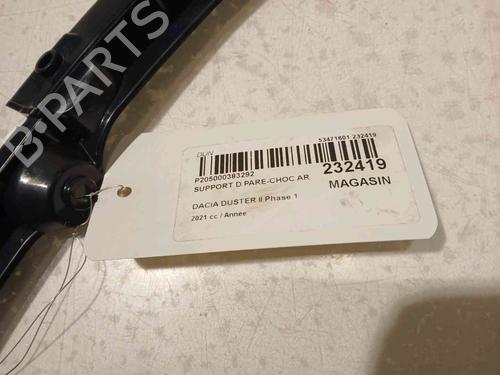 B-PARTS
DUN
53471601 232419
P205000383292
232419
SUPPORT D PARE-CHOC AR
MAGASIN
DACIA DUSTER II Phase 1
2021 cc / Année